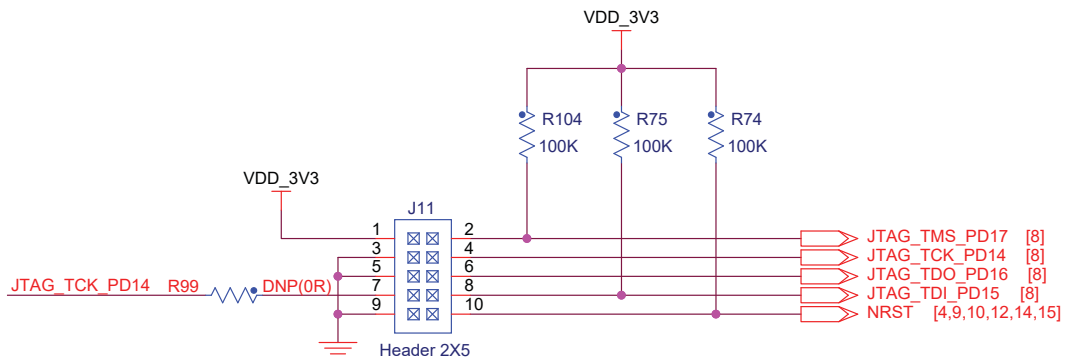 VDD_3V3
R104 R75 R74
100K 100K 100K
VDD_3V3
J11
1 2 JTAG_TMS_PD17 [8]
3 4 JTAG_TCK_PD14 [8]
5 6 JTAG_TDO_PD16 [8]
JTAG_TCK_PD14 R99 DNP(0R) 7 8 JTAG_TDI_PD15 [8]
9 10 NRST [4,9,10,12,14,15]
Header 2X5